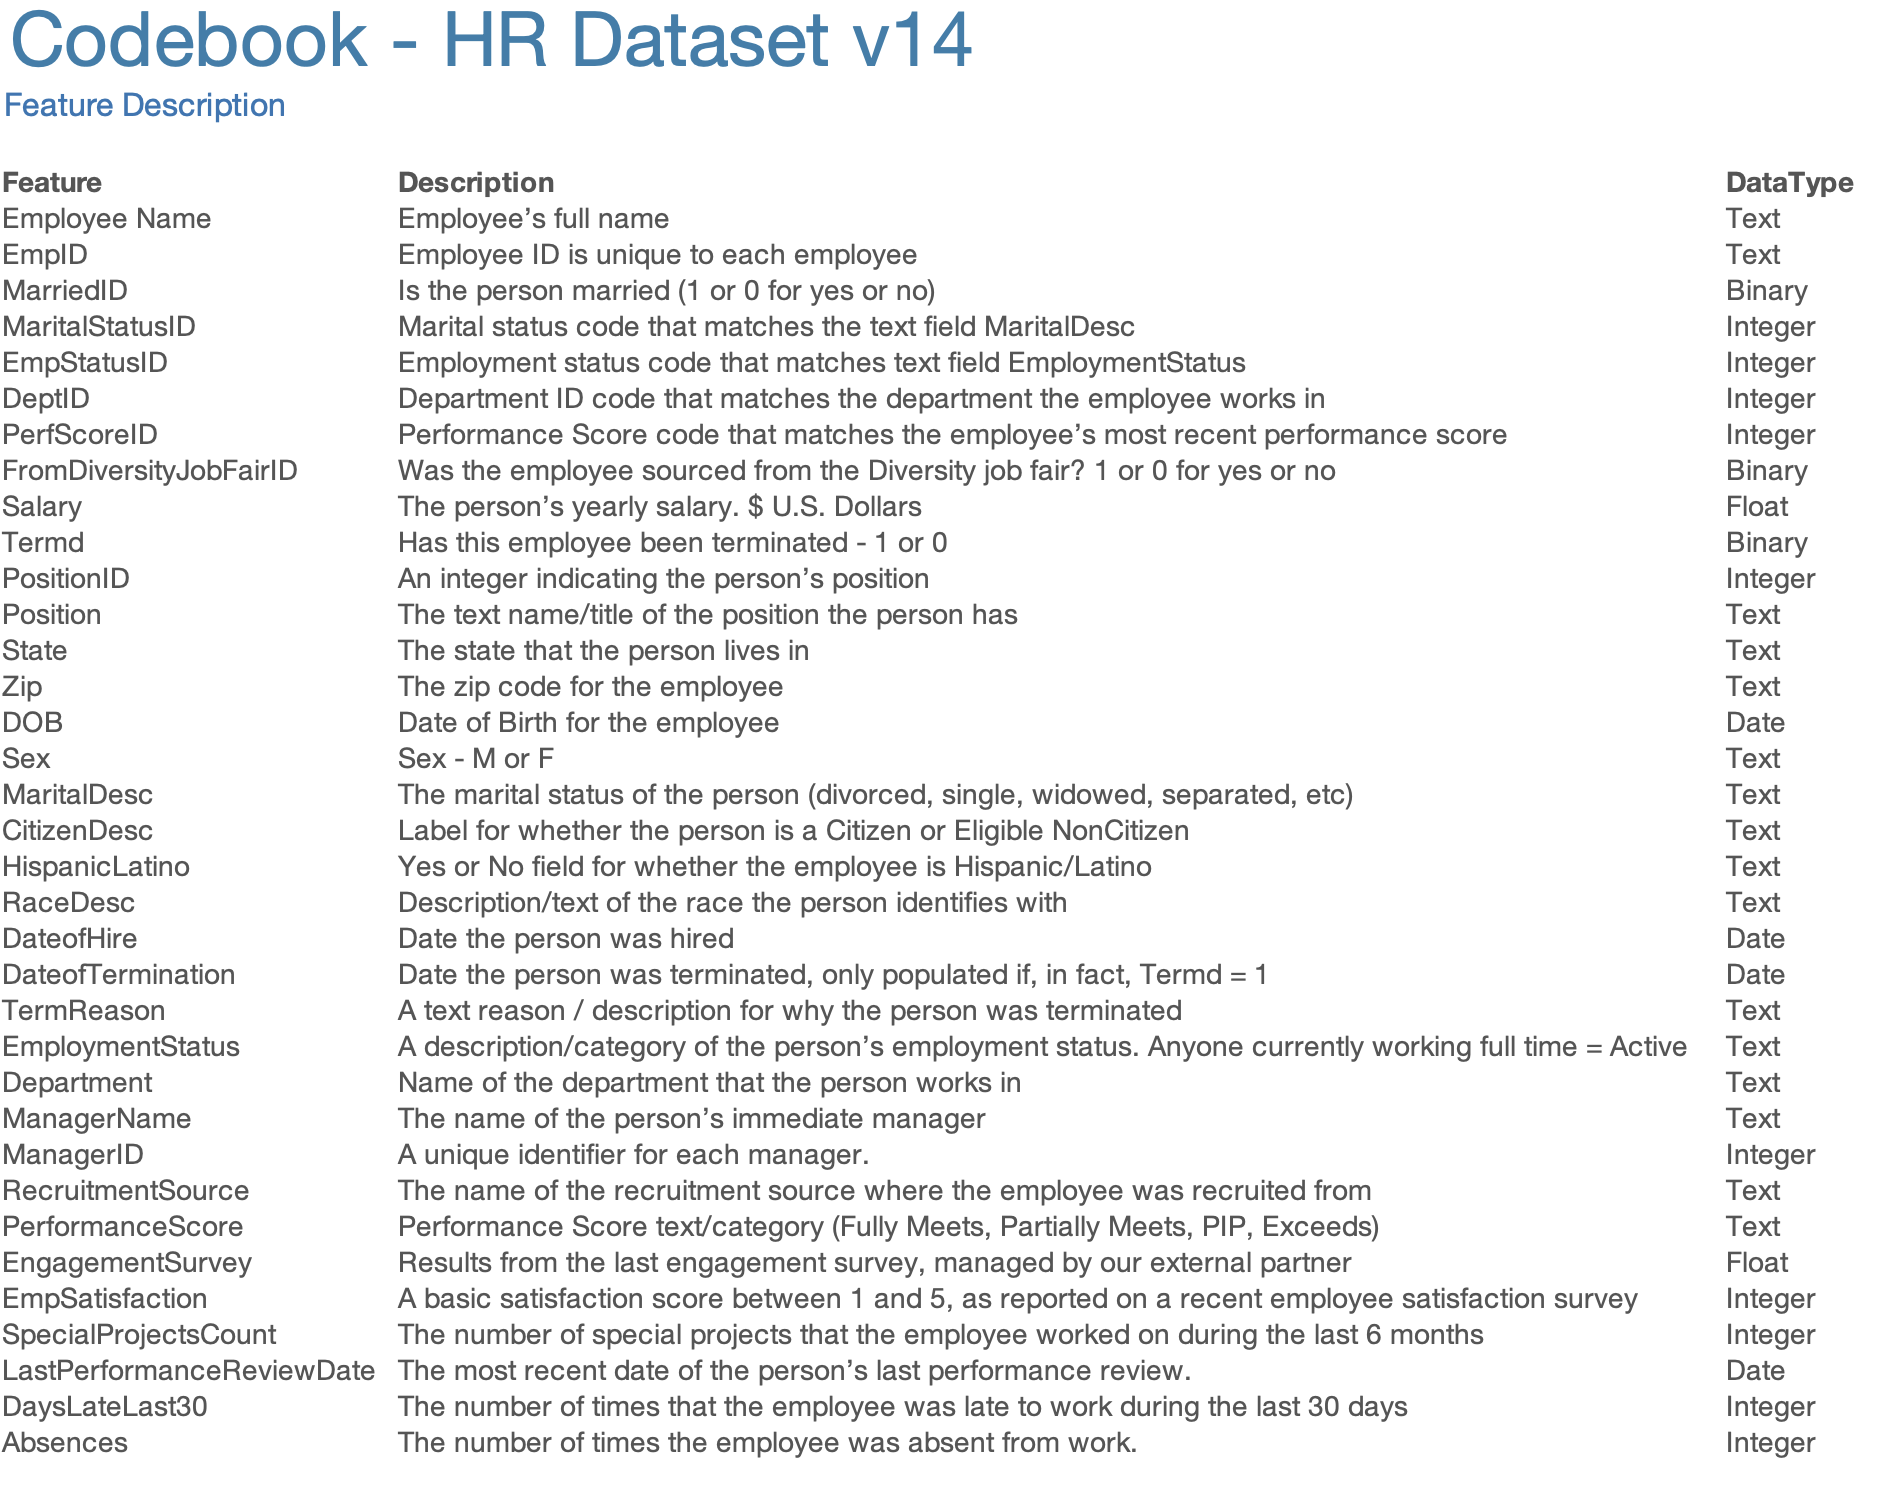 Codebook - HR Dataset v14
Feature Description
Feature Description DataType
Employee Name Employee’s full name Text
EmpID Employee ID is unique to each employee Text
MarriedID Is the person married (1 or 0 for yes or no) Binary
MaritalStatusID Marital status code that matches the text field MaritalDesc Integer
EmpStatusID Employment status code that matches text field EmploymentStatus Integer
DeptID Department ID code that matches the department the employee works in Integer
PerfScoreID Performance Score code that matches the employee’s most recent performance score Integer
FromDiversityJobFairID Was the employee sourced from the Diversity job fair? 1 or 0 for yes or no Binary
Salary The person’s yearly salary. $ U.S. Dollars Float
Termd Has this employee been terminated - 1 or 0 Binary
PositionID An integer indicating the person’s position Integer
Position The text name/title of the position the person has Text
State The state that the person lives in Text
Zip The zip code for the employee Text
DOB Date of Birth for the employee Date
Sex Sex - M or F Text
MaritalDesc The marital status of the person (divorced, single, widowed, separated, etc) Text
CitizenDesc Label for whether the person is a Citizen or Eligible NonCitizen Text
HispanicLatino Yes or No field for whether the employee is Hispanic/Latino Text
RaceDesc Description/text of the race the person identifies with Text
DateofHire Date the person was hired Date
DateofTermination Date the person was terminated, only populated if, in fact, Termd = 1 Date
TermReason A text reason / description for why the person was terminated Text
EmploymentStatus A description/category of the person’s employment status. Anyone currently working full time = Active Text
Department Name of the department that the person works in Text
ManagerName The name of the person’s immediate manager Text
ManagerID A unique identifier for each manager. Integer
RecruitmentSource The name of the recruitment source where the employee was recruited from Text
PerformanceScore Performance Score text/category (Fully Meets, Partially Meets, PIP, Exceeds) Text
EngagementSurvey Results from the last engagement survey, managed by our external partner Float
EmpSatisfaction A basic satisfaction score between 1 and 5, as reported on a recent employee satisfaction survey Integer
SpecialProjectsCount The number of special projects that the employee worked on during the last 6 months Integer
LastPerformanceReviewDate The most recent date of the person’s last performance review. Date
DaysLateLast30 The number of times that the employee was late to work during the last 30 days Integer
Absences The number of times the employee was absent from work. Integer